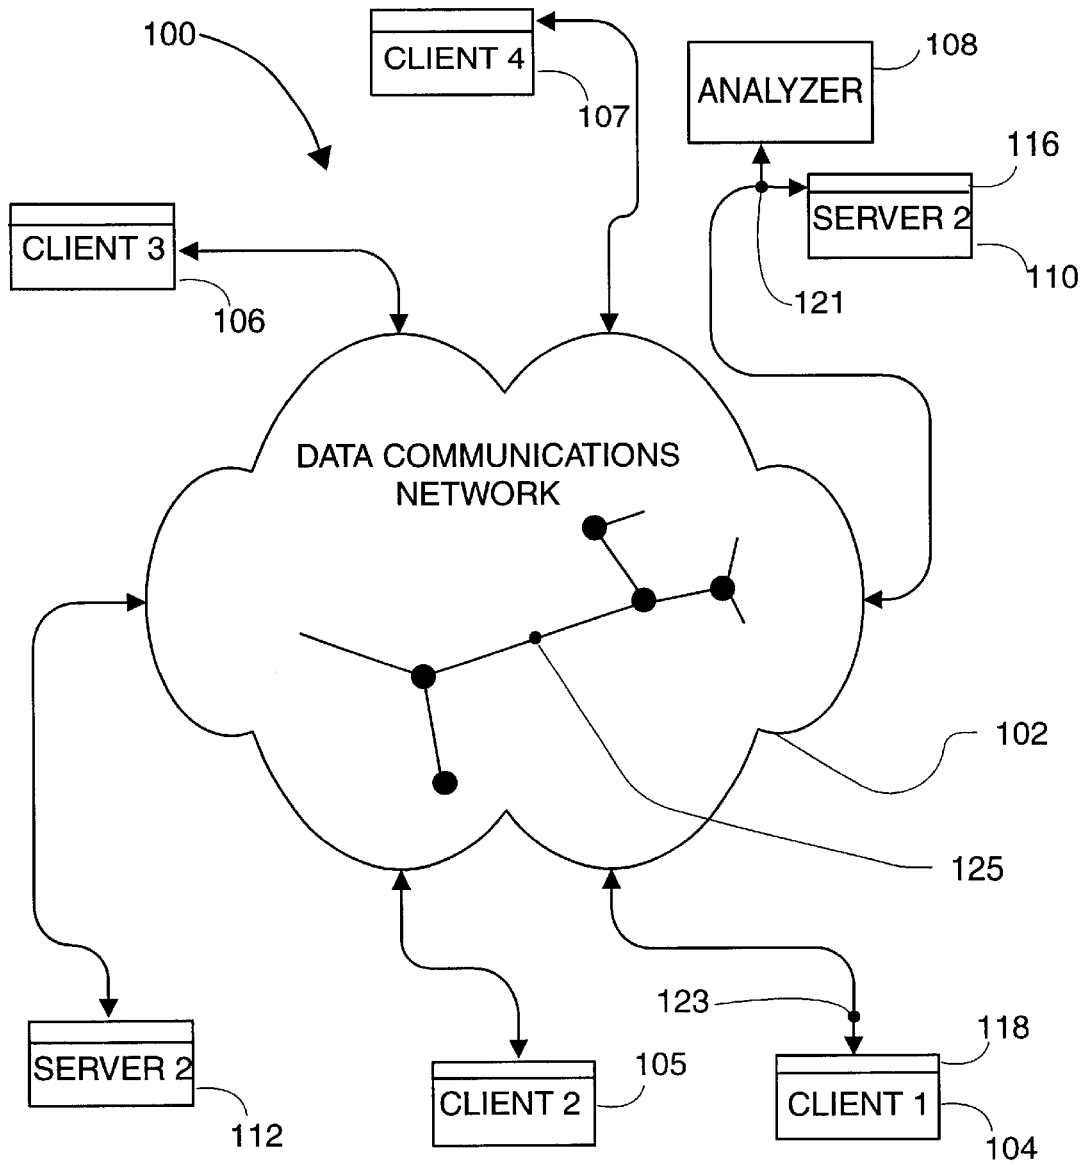 100
CLIENT 4
107
108
ANALYZER
116
SERVER 2
110
121
CLIENT 3
106
DATA COMMUNICATIONS
NETWORK
102
125
123
118
SERVER 2
112
CLIENT 2
105
CLIENT 1
104